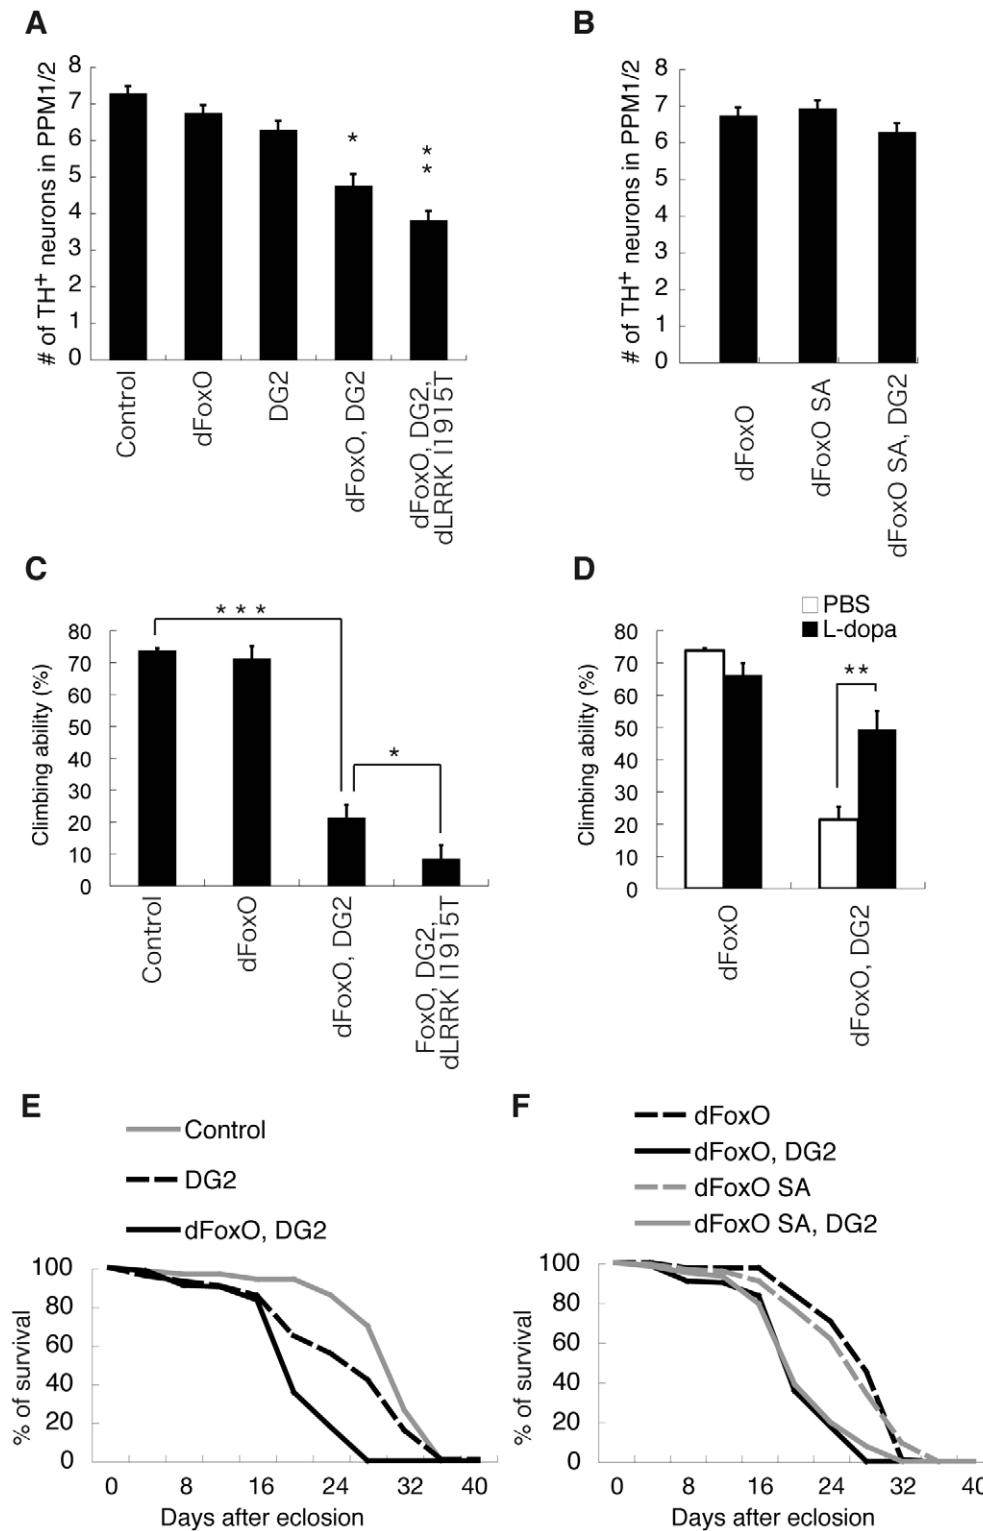 A
# of TH+ neurons in PPM1/2
8
7
6
5
4
3
2
1
0
*
*
*
Control
dFoxO
DG2
dFoxO, DG2
dFoxO, DG2,
dLRRK I1915T
B
# of TH+ neurons in PPM1/2
8
7
6
5
4
3
2
1
0
dFoxO
dFoxO SA
dFoxO SA, DG2
C
Climbing ability (%)
80
70
60
50
40
30
20
10
0
* * *
*
Control
dFoxO
dFoxO, DG2
FoxO, DG2,
dLRRK I1915T
D
PBS
L-dopa
Climbing ability (%)
80
70
60
50
40
30
20
10
0
**
dFoxO
dFoxO, DG2
E
Control
DG2
dFoxO, DG2
% of survival
100
80
60
40
20
0
0 8 16 24 32 40
Days after eclosion
F
dFoxO
dFoxO, DG2
dFoxO SA
dFoxO SA, DG2
% of survival
100
80
60
40
20
0
0 8 16 24 32 40
Days after eclosion